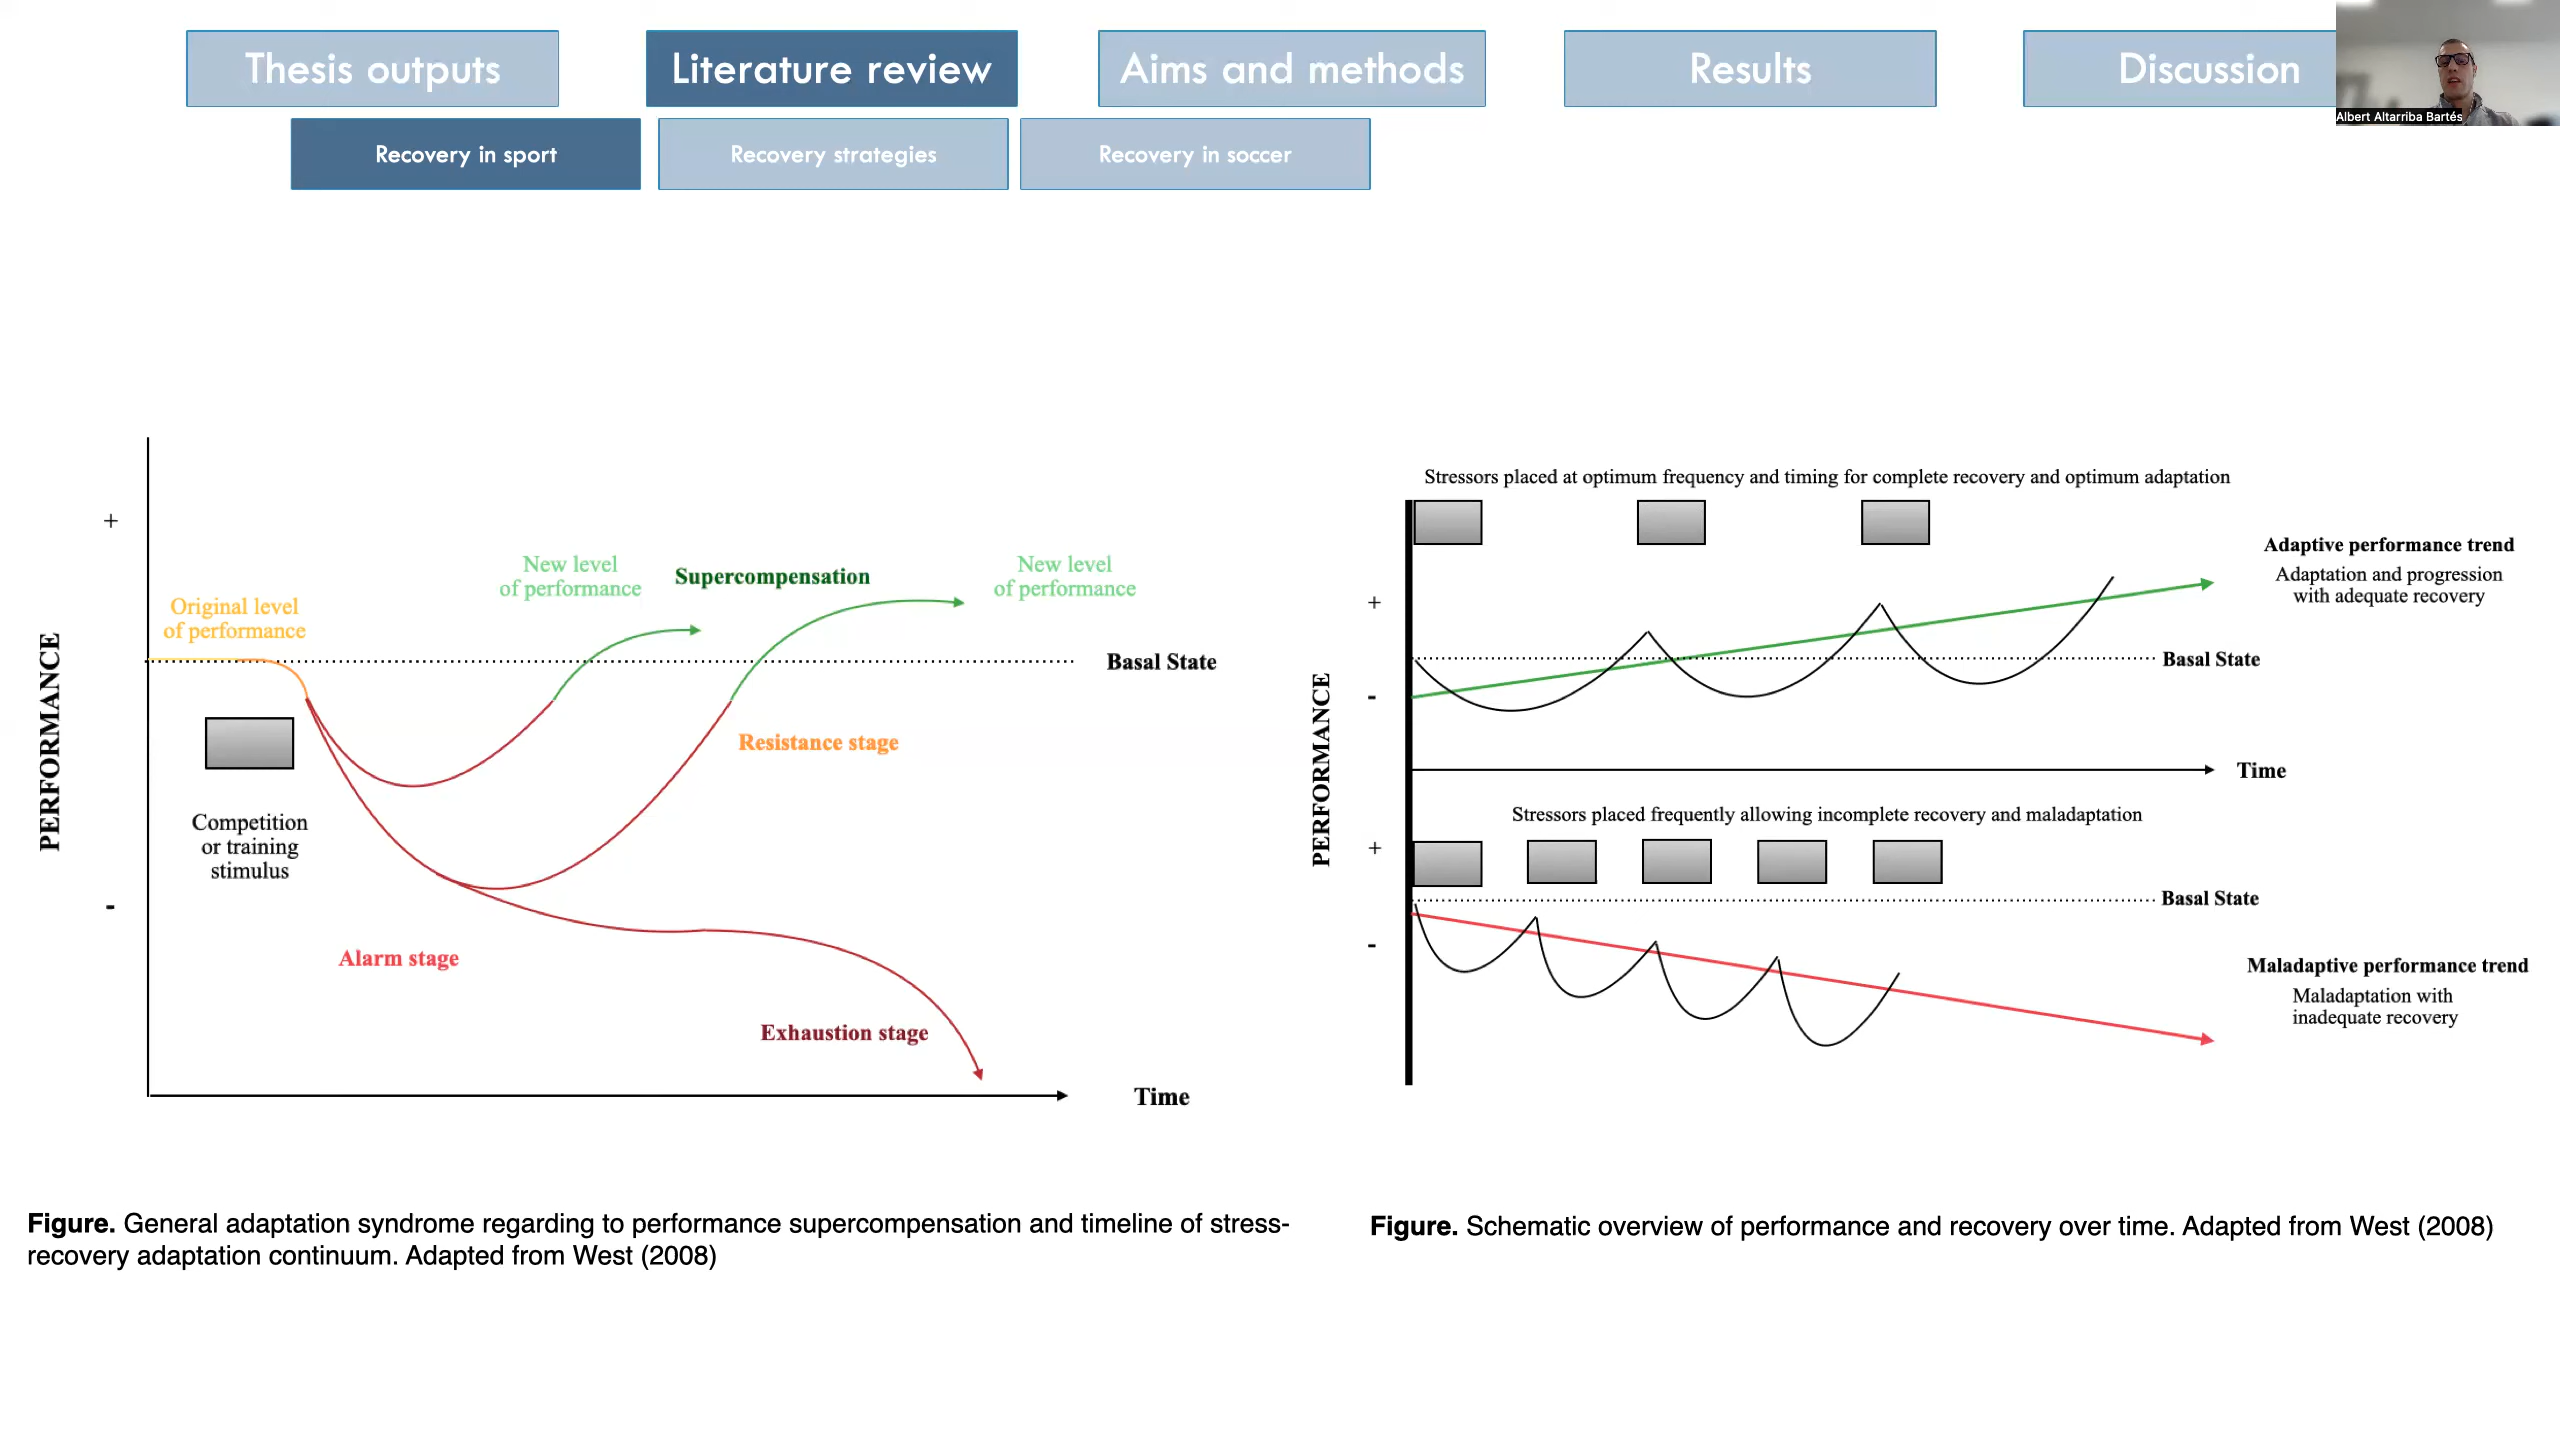 Thesis outputs
Literature review
Aims and methods
Results
Discussion
Albert Altarriba Bartés
Recovery in sport
Recovery strategies
Recovery in soccer
PERFORMANCE
+
-
Original level
of performance
New level
of performance
Supercompensation
New level
of performance
Basal State
Competition
or training
stimulus
Resistance stage
Alarm stage
Exhaustion stage
Time
Figure. General adaptation syndrome regarding to performance supercompensation and timeline of stress-
recovery adaptation continuum. Adapted from West (2008)
PERFORMANCE
Stressors placed at optimum frequency and timing for complete recovery and optimum adaptation
+
-
Adaptive performance trend
Adaptation and progression
with adequate recovery
Basal State
Time
Stressors placed frequently allowing incomplete recovery and maladaptation
+
-
Basal State
Maladaptive performance trend
Maladaptation with
inadequate recovery
Figure. Schematic overview of performance and recovery over time. Adapted from West (2008)